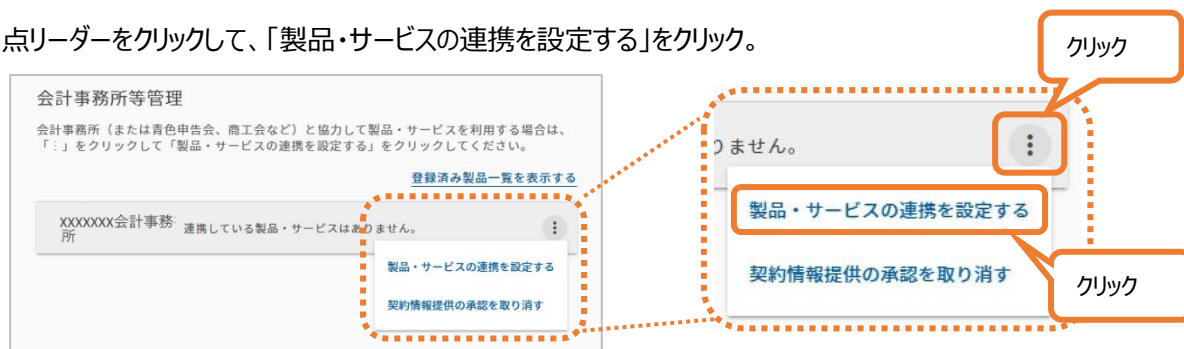 点リーダーをクリックして、「製品・サービスの連携を設定する」をクリック。
クリック
会計事務所等管理
会計事務所（または青色申告会、商工会など）と協力して製品・サービスを利用する場合は、
「⋮」をクリックして「製品・サービスの連携を設定する」をクリックしてください。
登録済み製品一覧を表示する
XXXXXXX会計事務
所
連携している製品・サービスはありません。
製品・サービスの連携を設定する
契約情報提供の承認を取り消す
りません。
製品・サービスの連携を設定する
契約情報提供の承認を取り消す
クリック